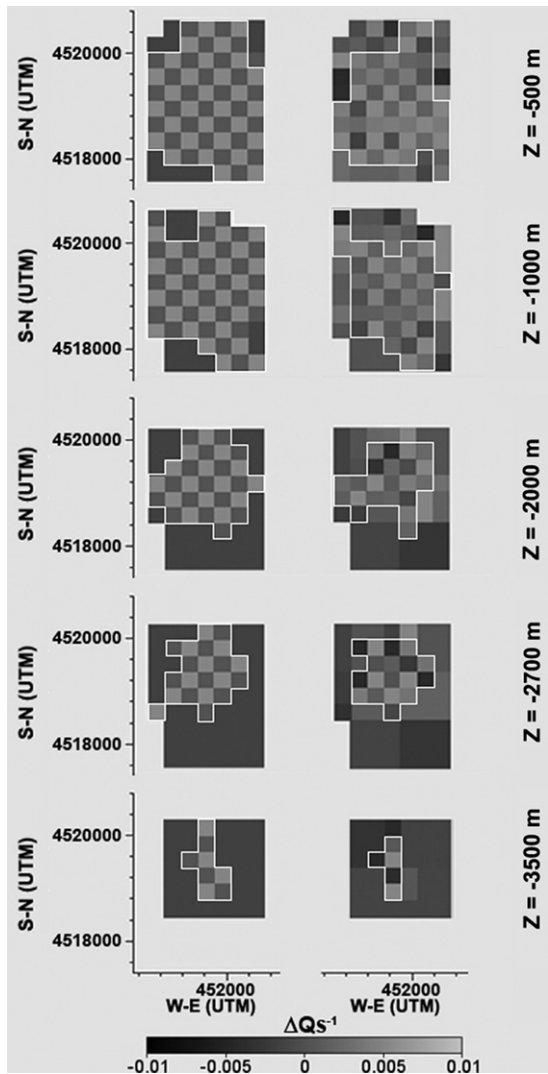 4520000
4518000
S-N (UTM)
Z = -500 m
4520000
4518000
S-N (UTM)
Z = -1000 m
4520000
4518000
S-N (UTM)
Z = -2000 m
4520000
4518000
S-N (UTM)
Z = -2700 m
4520000
4518000
S-N (UTM)
Z = -3500 m
452000 452000
W-E (UTM) W-E (UTM)
ΔQs⁻¹
-0.01 -0.005 0 0.005 0.01